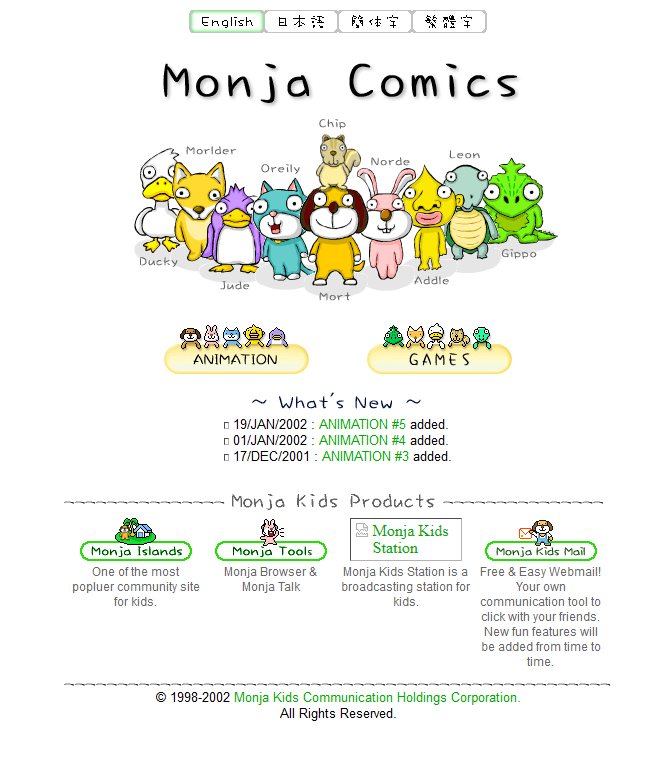 English 日本語 簡体字 繁體字
Monja Comics
Chip
Morlder
Leon
Norde
Oreily
Gippo
Ducky
Addle
Jude
Mort
ANIMATION
GAMES
~ What's New ~
19/JAN/2002 : ANIMATION #5 added.
01/JAN/2002 : ANIMATION #4 added.
17/DEC/2001 : ANIMATION #3 added.
Monja Kids Products
Monja Islands
One of the most
popluer community site
for kids.
Monja Tools
Monja Browser &
Monja Talk
Monja Kids
Station
Monja Kids Station is a
broadcasting station for
kids.
Monja Kids Mail
Free & Easy Webmail!
Your own
communication tool to
click with your friends.
New fun features will
be added from time to
time.
© 1998-2002 Monja Kids Communication Holdings Corporation.
All Rights Reserved.